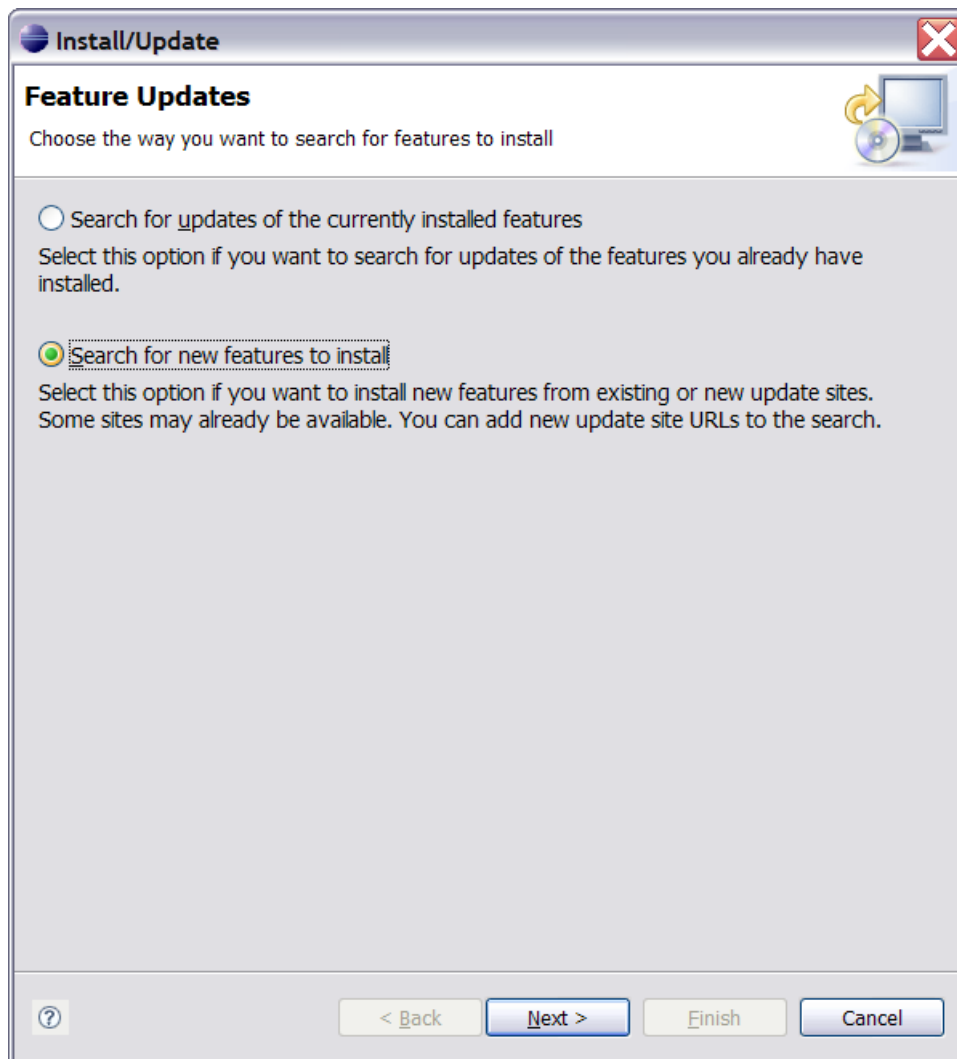 Install/Update
Feature Updates
Choose the way you want to search for features to install
Search for updates of the currently installed features
Select this option if you want to search for updates of the features you already have
installed.
Search for new features to install
Select this option if you want to install new features from existing or new update sites.
Some sites may already be available. You can add new update site URLs to the search.
? < Back Next > Finish Cancel